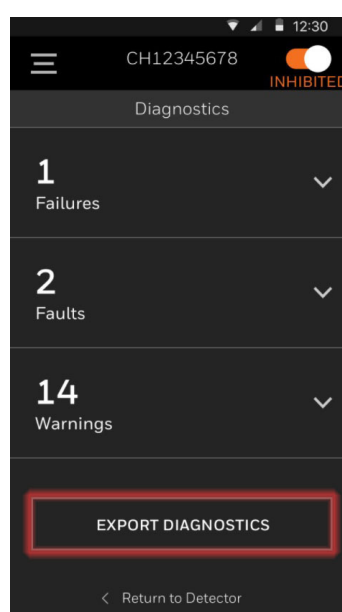 12:30
CH12345678
INHIBITED
Diagnostics
1
Failures
2
Faults
14
Warnings
EXPORT DIAGNOSTICS
< Return to Detector